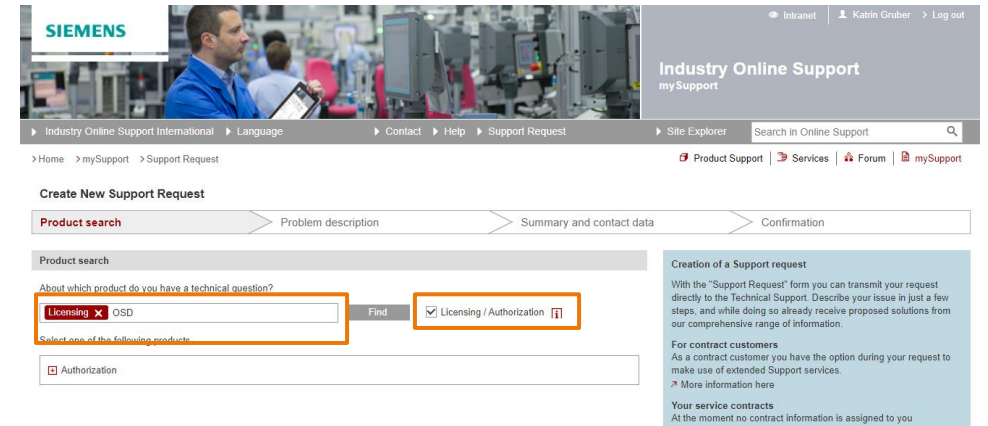 SIEMENS
Intranet Katrin Gruber > Log out
Industry Online Support
mySupport
Industry Online Support International Language Contact Help Support Request Site Explorer Search in Online Support
> Home > mySupport > Support Request Product Support Services Forum mySupport
Create New Support Request
Product search Problem description Summary and contact data Confirmation
Product search
About which product do you have a technical question?
Licensing x OSD Find Licensing / Authorization i
Select one of the following products
+ Authorization
Creation of a Support request
With the "Support Request" form you can transmit your request
directly to the Technical Support. Describe your issue in just a few
steps, and while doing so already receive proposed solutions from
our comprehensive range of information.
For contract customers
As a contract customer you have the option during your request to
make use of extended Support services.
More information here
Your service contracts
At the moment no contract information is assigned to you